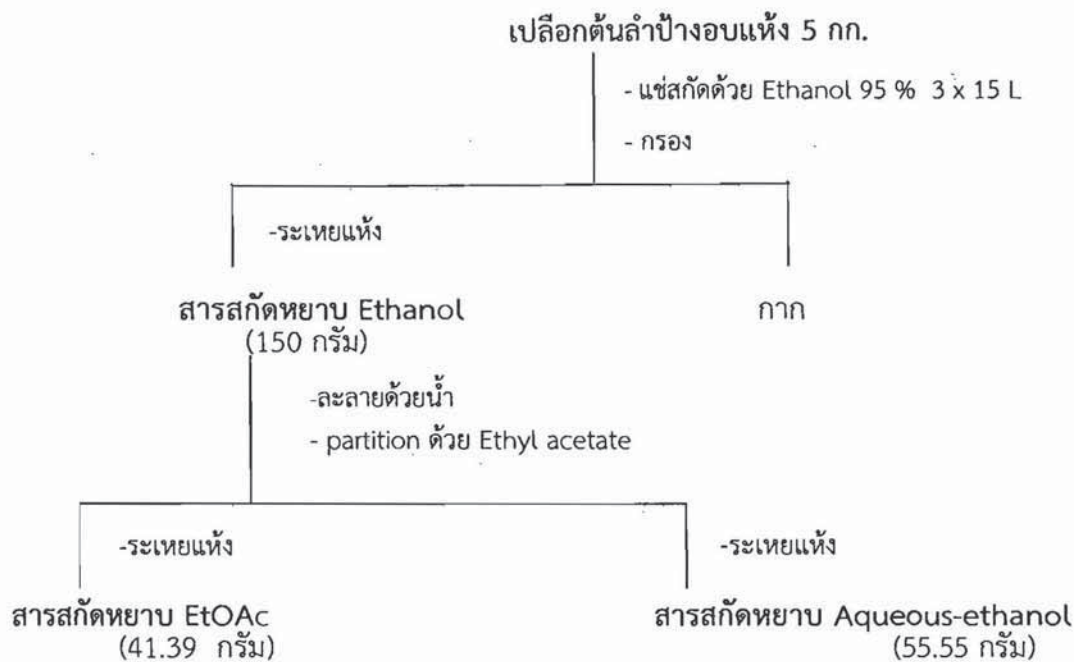 เปลือกต้นลำป้างอบแห้ง 5 กก.
- แช่สกัดด้วย Ethanol 95 % 3 x 15 L
- กรอง
-ระเหยแห้ง
สารสกัดหยาบ Ethanol
(150 กรัม)
กาก
-ละลายด้วยน้ำ
- partition ด้วย Ethyl acetate
-ระเหยแห้ง
-ระเหยแห้ง
สารสกัดหยาบ EtOAc
(41.39 กรัม)
สารสกัดหยาบ Aqueous-ethanol
(55.55 กรัม)